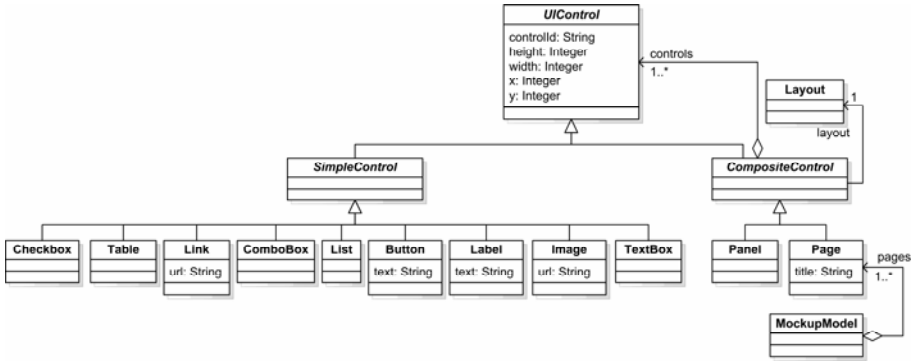 UIControl
controlId: String
height: Integer
width: Integer
x: Integer
y: Integer
controls
1..*
Layout
1
layout
SimpleControl
CompositeControl
Checkbox
Table
Link
url: String
ComboBox
List
Button
text: String
Label
text: String
Image
url: String
TextBox
Panel
Page
title: String
pages
1..*
MockupModel